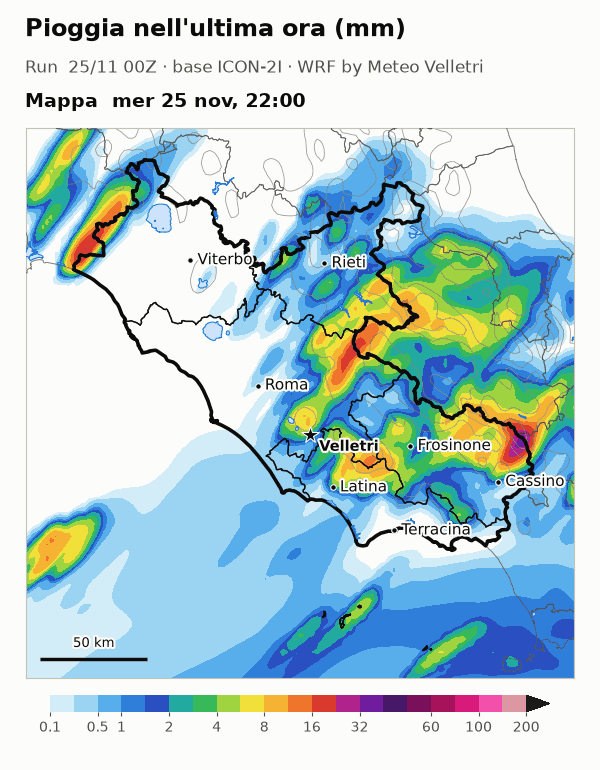 Pioggia nell'ultima ora (mm)
Run  25/11 00Z · base ICON-2I · WRF by Meteo Velletri
Mappa  mer 25 nov, 22:00
Viterbo
Rieti
Roma
Velletri
Frosinone
Latina
Cassino
Terracina
50 km
0.1 0.5 1 2 4 8 16 32 60 100 200